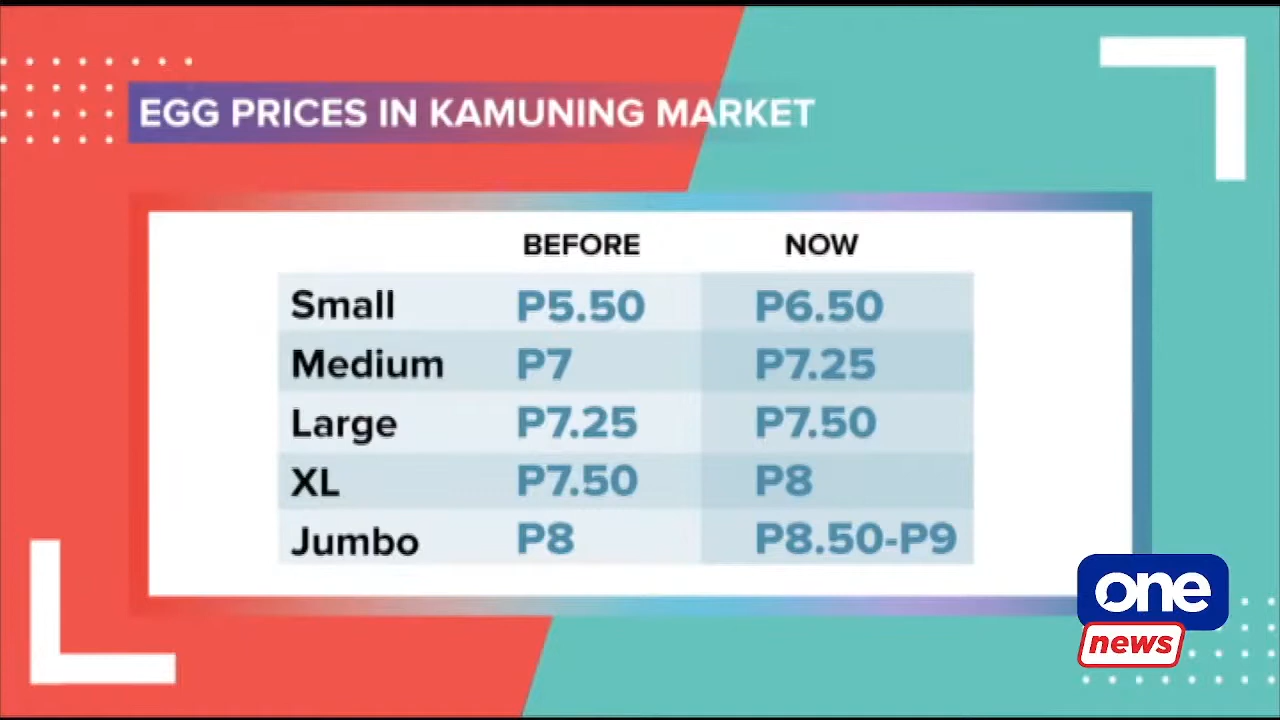 EGG PRICES IN KAMUNING MARKET
BEFORE NOW
Small P5.50 P6.50
Medium P7 P7.25
Large P7.25 P7.50
XL P7.50 P8
Jumbo P8 P8.50-P9
one
news